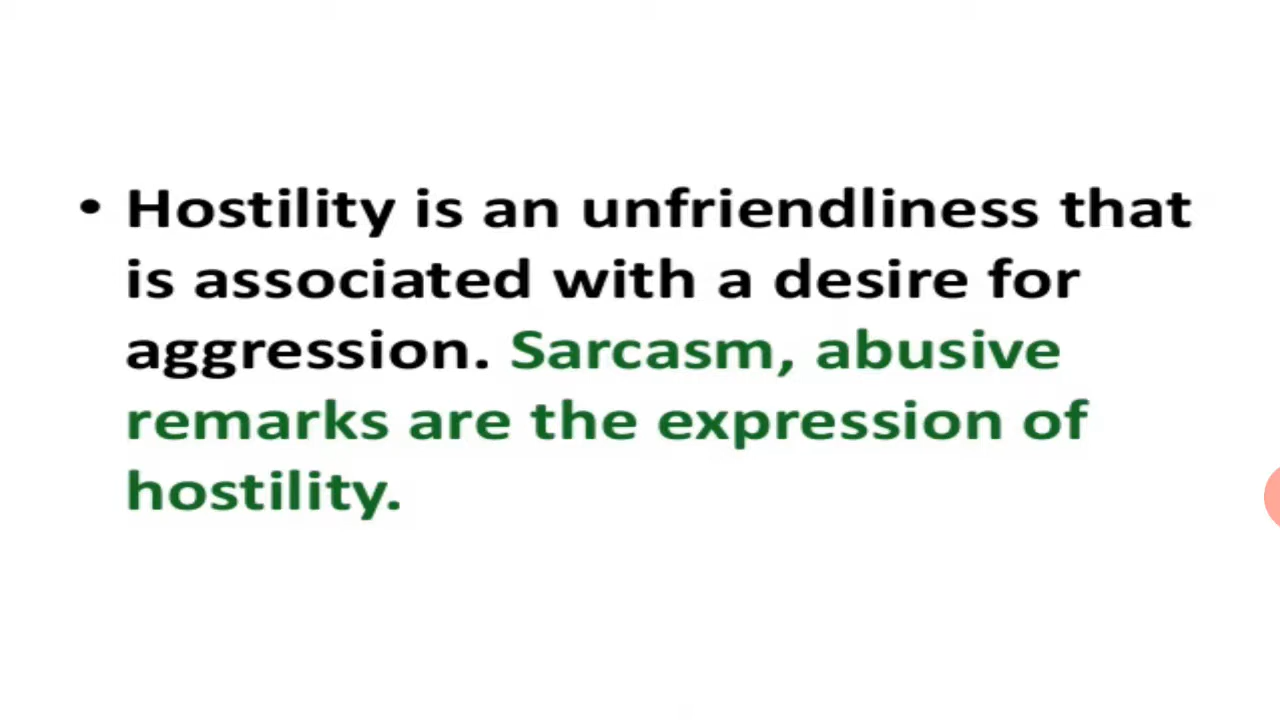 • Hostility is an unfriendliness that
is associated with a desire for
aggression. Sarcasm, abusive
remarks are the expression of
hostility.